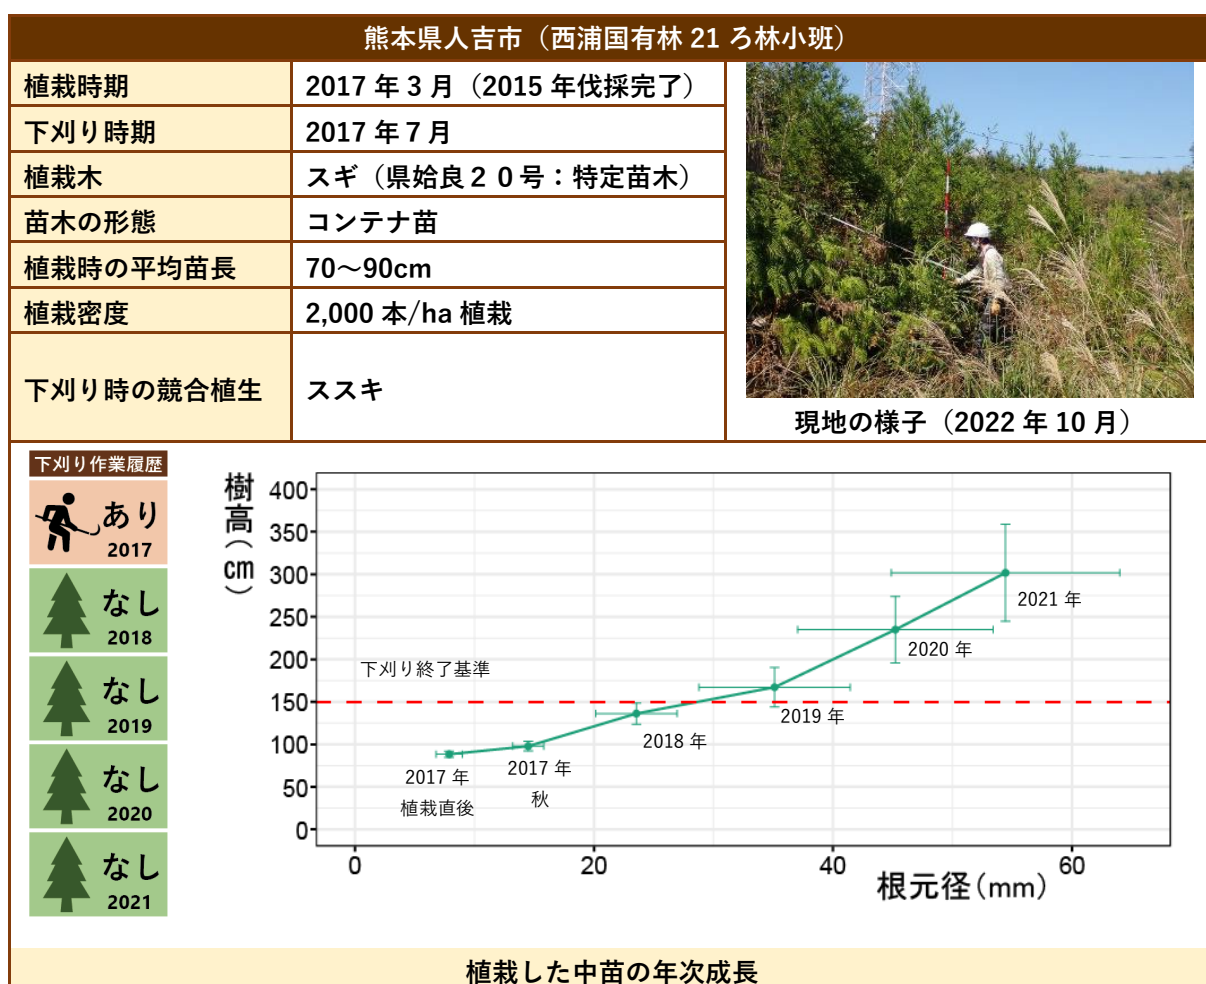 熊本県人吉市（西浦国有林 21 ろ林小班）
植栽時期 2017 年 3 月（2015 年伐採完了）
下刈り時期 2017 年 7 月
植栽木 スギ（県姶良２０号：特定苗木）
苗木の形態 コンテナ苗
植栽時の平均苗長 70～90cm
植栽密度 2,000 本/ha 植栽
下刈り時の競合植生 ススキ
現地の様子（2022 年 10 月）
下刈り作業履歴
あり
2017
なし
2018
なし
2019
なし
2020
なし
2021
樹高（cm）
400
350
300
250
200
150
100
50
0
下刈り終了基準
2017 年
植栽直後
2017 年
秋
2018 年
2019 年
2020 年
2021 年
0 20 40 60
根元径（mm）
植栽した中苗の年次成長